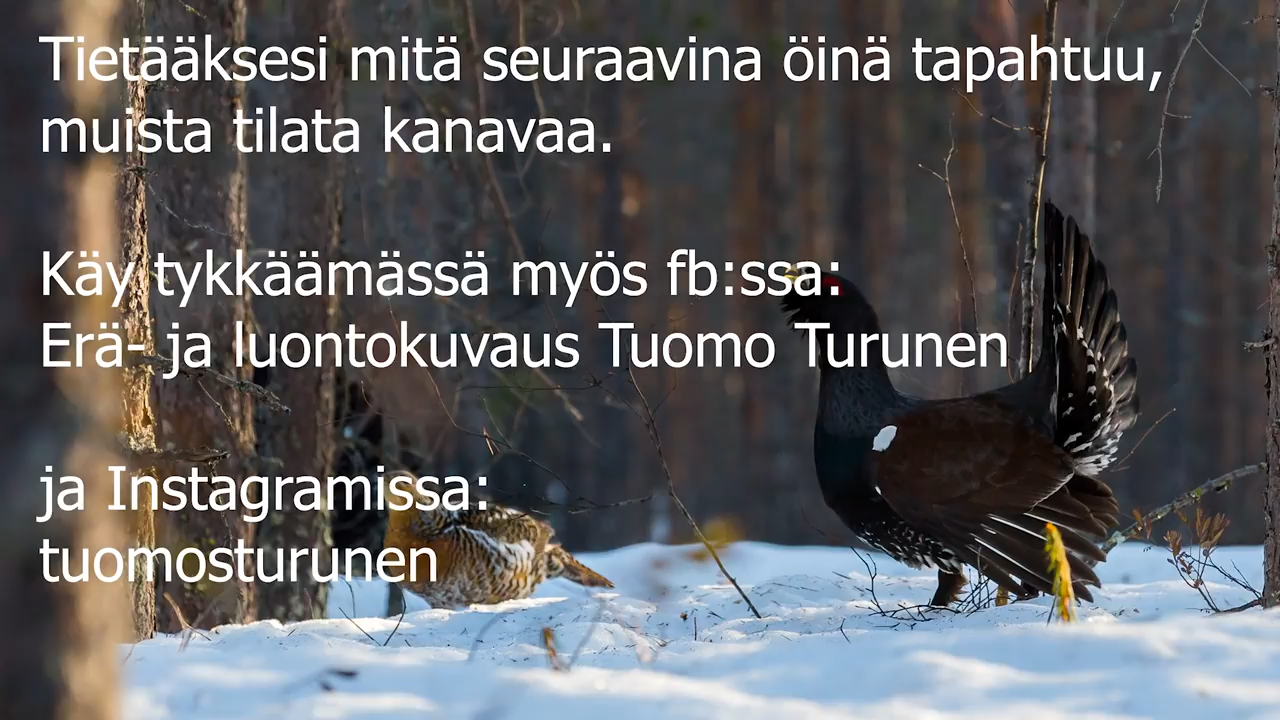 Tietääksesi mitä seuraavina öinä tapahtuu,
muista tilata kanavaa.
Käy tykkäämässä myös fb:ssa:
Erä- ja luontokuvaus Tuomo Turunen
ja Instagramissa:
tuomosturunen